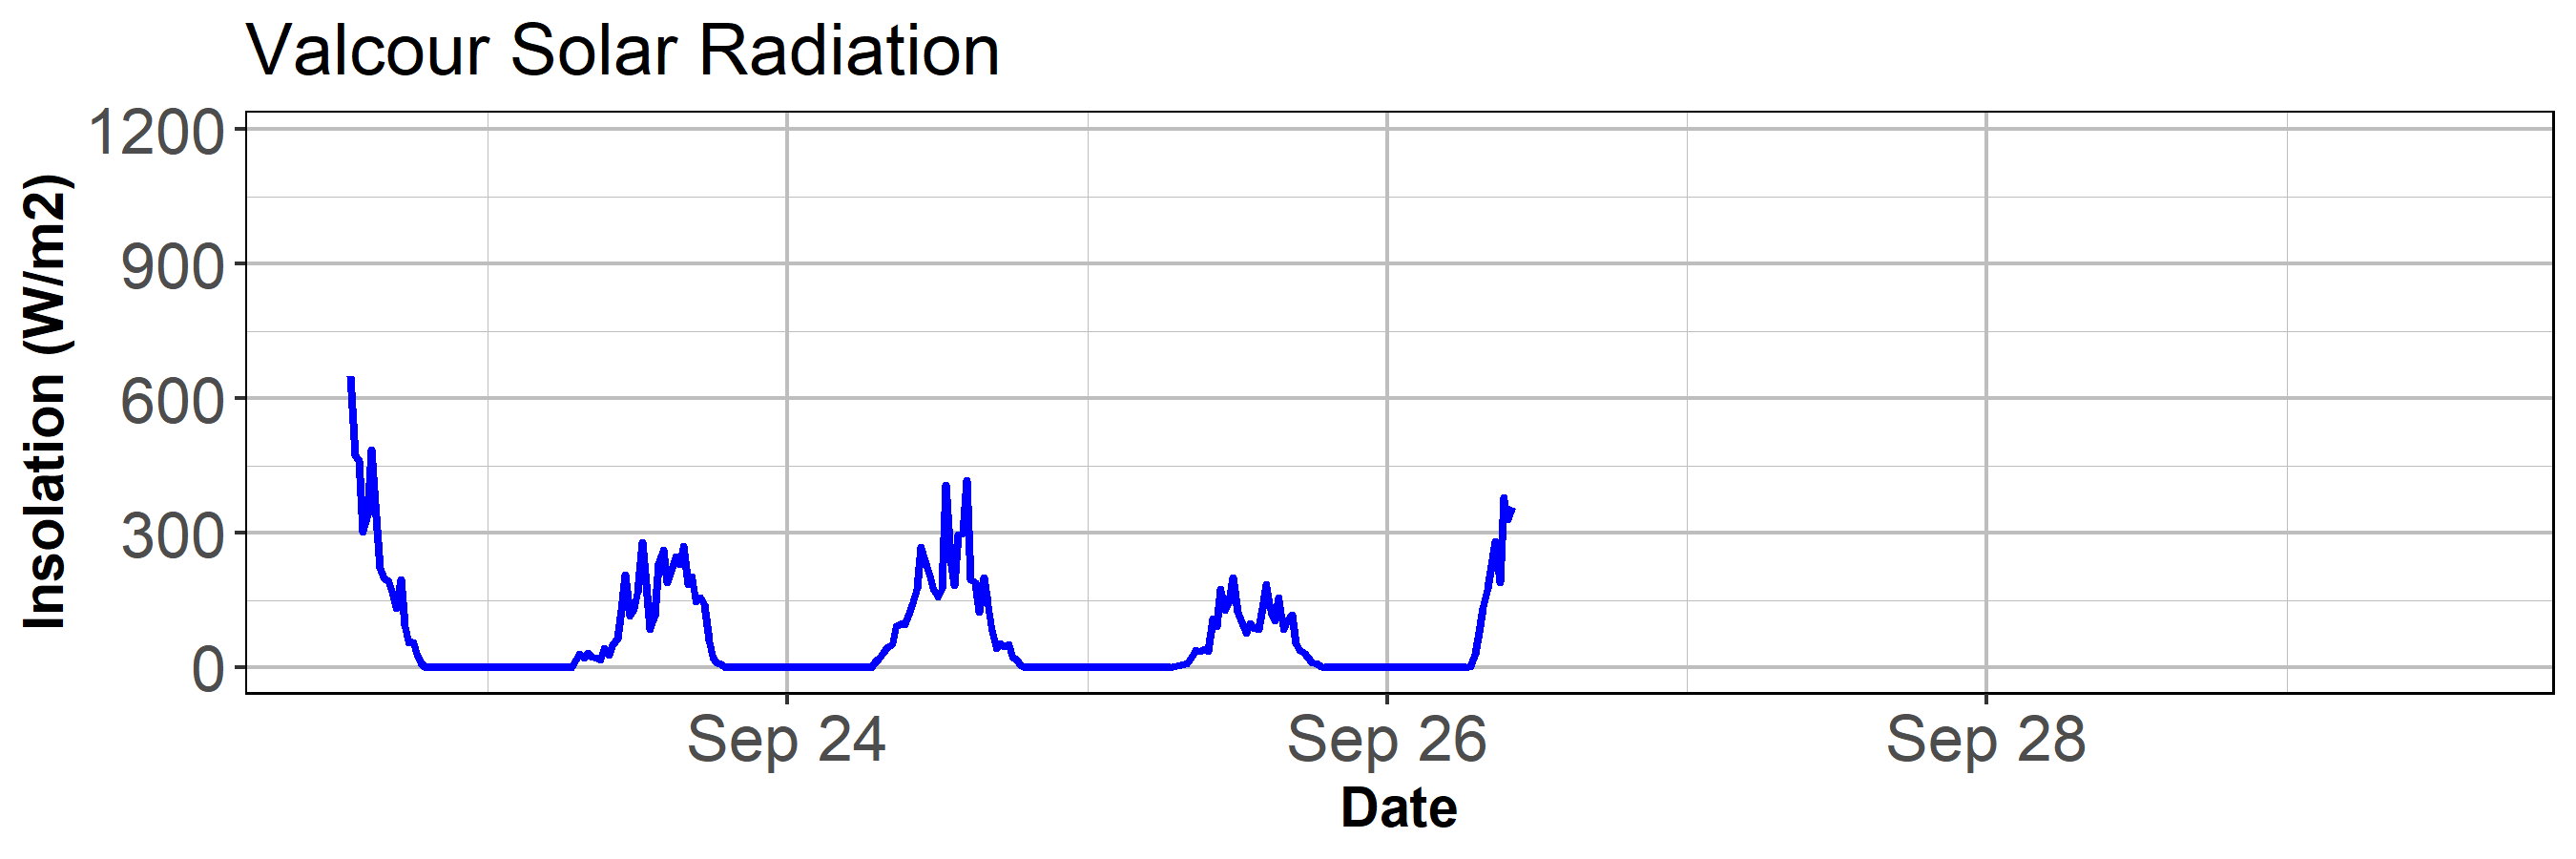 Valcour Solar Radiation
1200
900
600
300
0
Insolation (W/m2)
Sep 24
Sep 26
Sep 28
Date